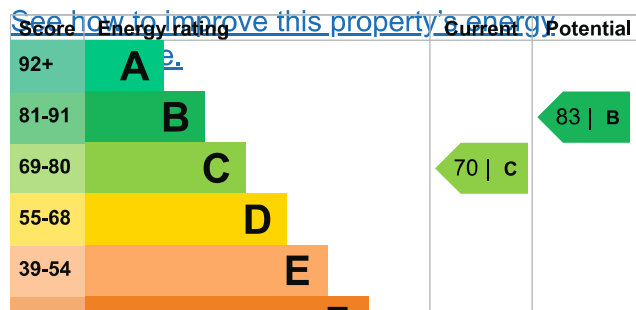 See how to improve this property's energy
e.
Score Energy rating Current Potential
92+ A
81-91 B 83 | B
69-80 C 70 | C
55-68 D
39-54 E